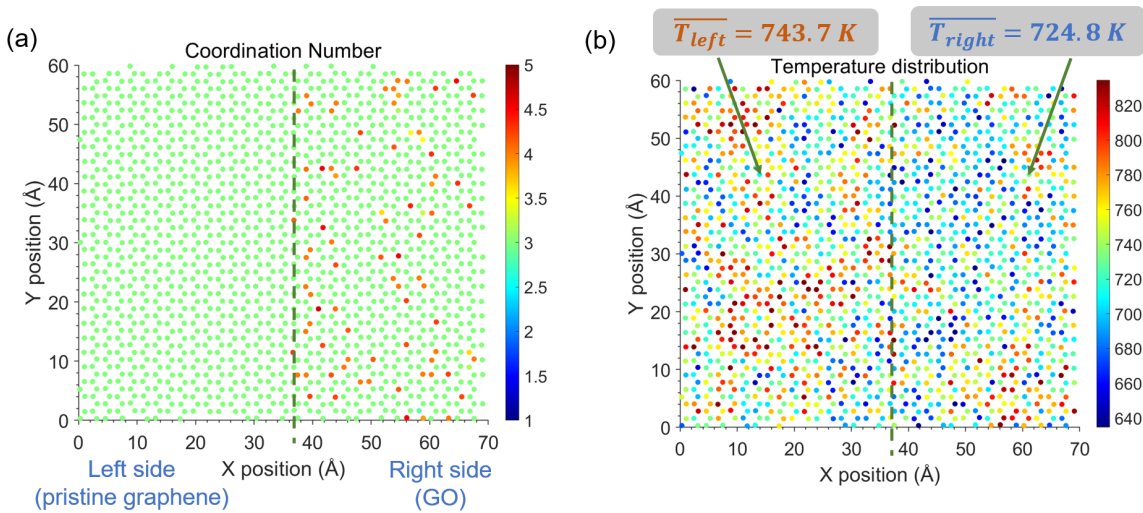 (a)
Coordination Number
60
50
40
30
20
10
0
Y position (Å)
0 10 20 30 40 50 60 70
X position (Å)
5
4.5
4
3.5
3
2.5
2
1.5
1
Left side
(pristine graphene)
Right side
(GO)
(b)
T_left = 743.7 K
T_right = 724.8 K
Temperature distribution
60
50
40
30
20
10
0
Y position (Å)
0 10 20 30 40 50 60 70
X position (Å)
820
800
780
760
740
720
700
680
660
640